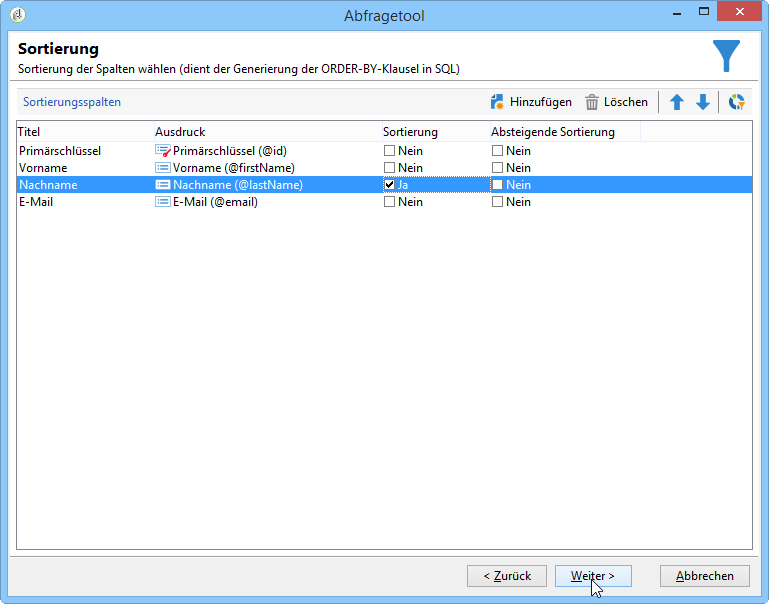 Abfragetool
Sortierung
Sortierung der Spalten wählen (dient der Generierung der ORDER-BY-Klausel in SQL)
Sortierungsspalten Hinzufügen Löschen
Titel Ausdruck Sortierung Absteigende Sortierung
Primärschlüssel Primärschlüssel (@id) Nein Nein
Vorname Vorname (@firstName) Nein Nein
Nachname Nachname (@lastName) Ja Nein
E-Mail E-Mail (@email) Nein Nein
< Zurück Weiter > Abbrechen